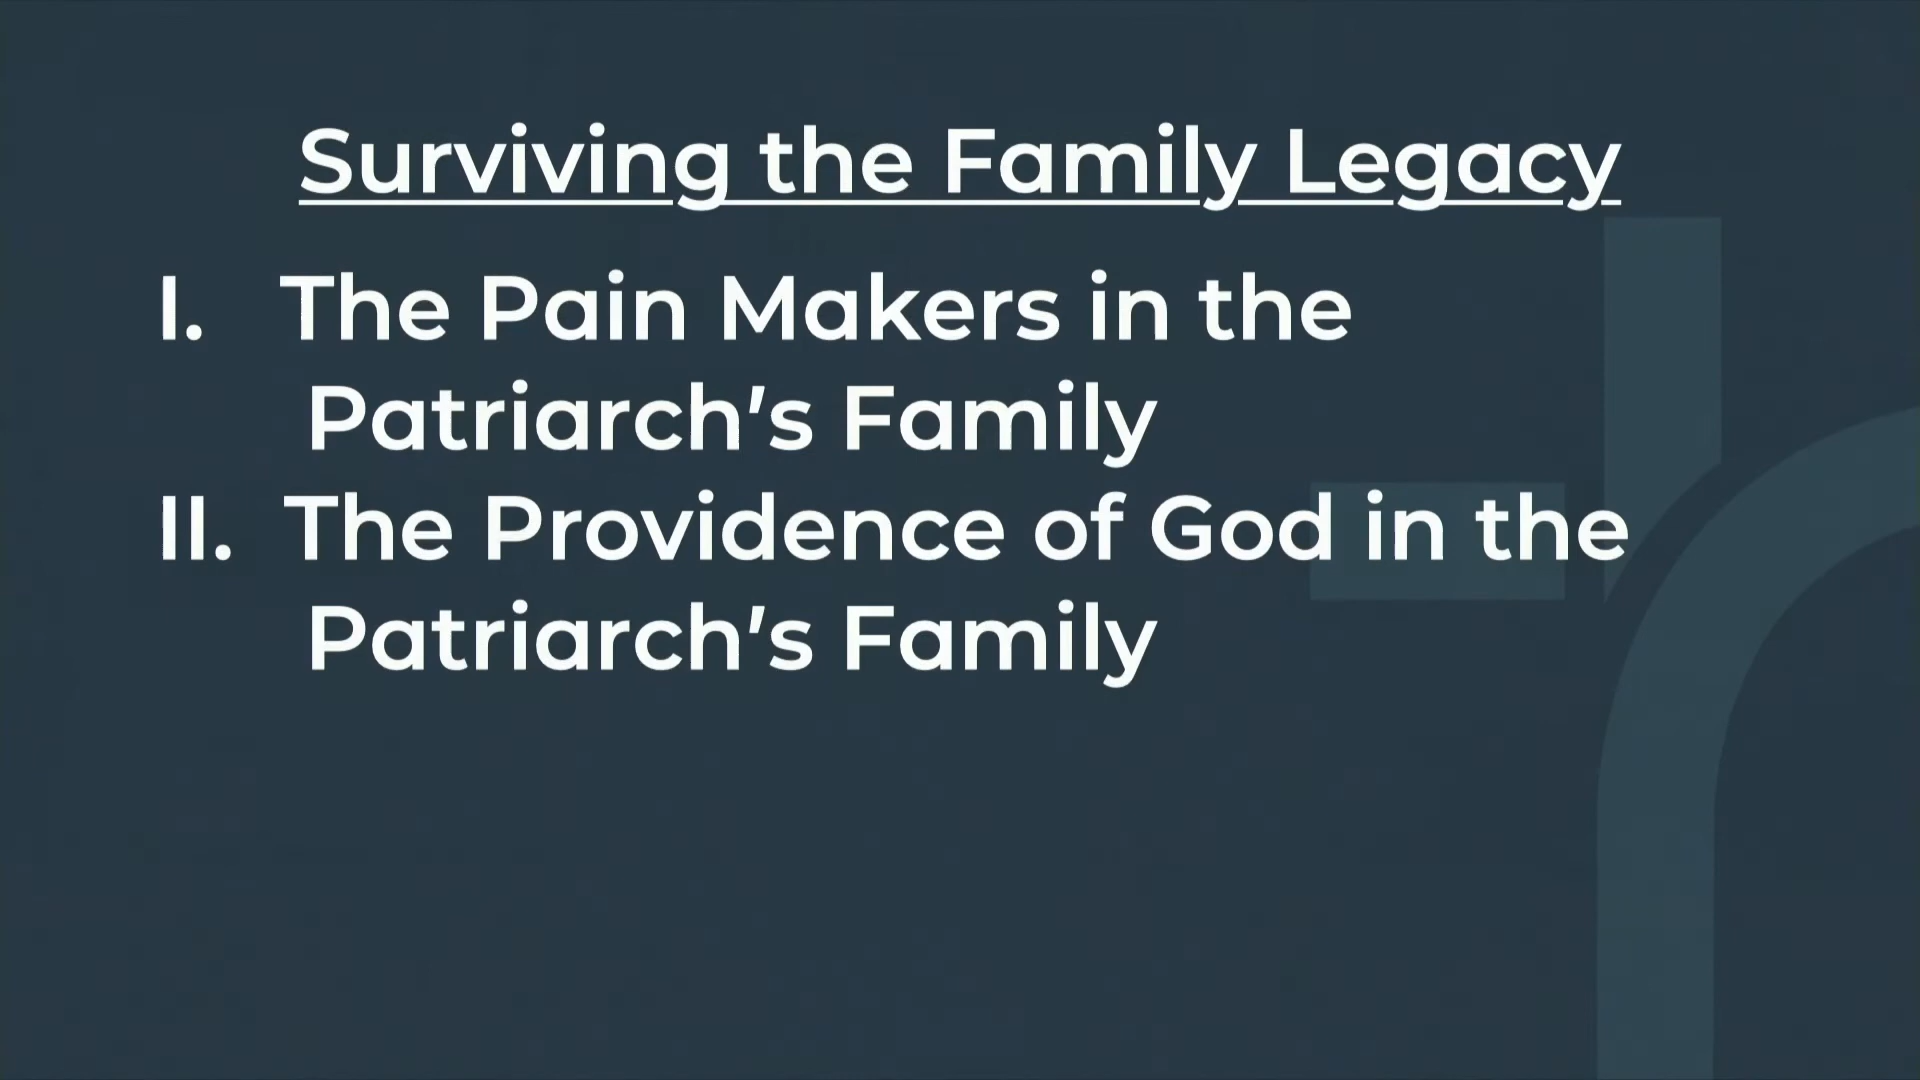 Surviving the Family Legacy
I. The Pain Makers in the
Patriarch's Family
II. The Providence of God in the
Patriarch's Family